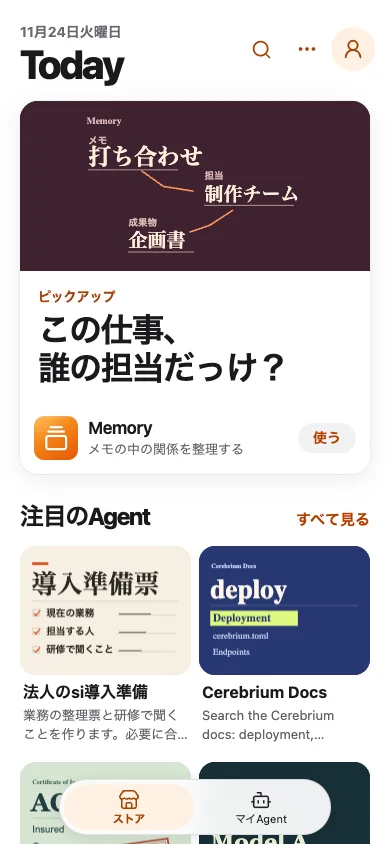 11月24日火曜日
Today
Memory
メモ
打ち合わせ
担当
制作チーム
成果物
企画書
ピックアップ
この仕事、
誰の担当だっけ？
Memory
メモの中の関係を整理する
使う
注目のAgent
すべて見る
導入準備票
現在の業務
担当する人
研修で聞くこと
法人のsi導入準備
業務の整理票と研修で聞く
ことを作ります。必要に合...
Cerebrium Docs
deploy
Deployment
cerebrium.toml
Endpoints
Cerebrium Docs
Search the Cerebrium
docs: deployment,...
Certificate of
Insured
Model A
ストア
マイAgent